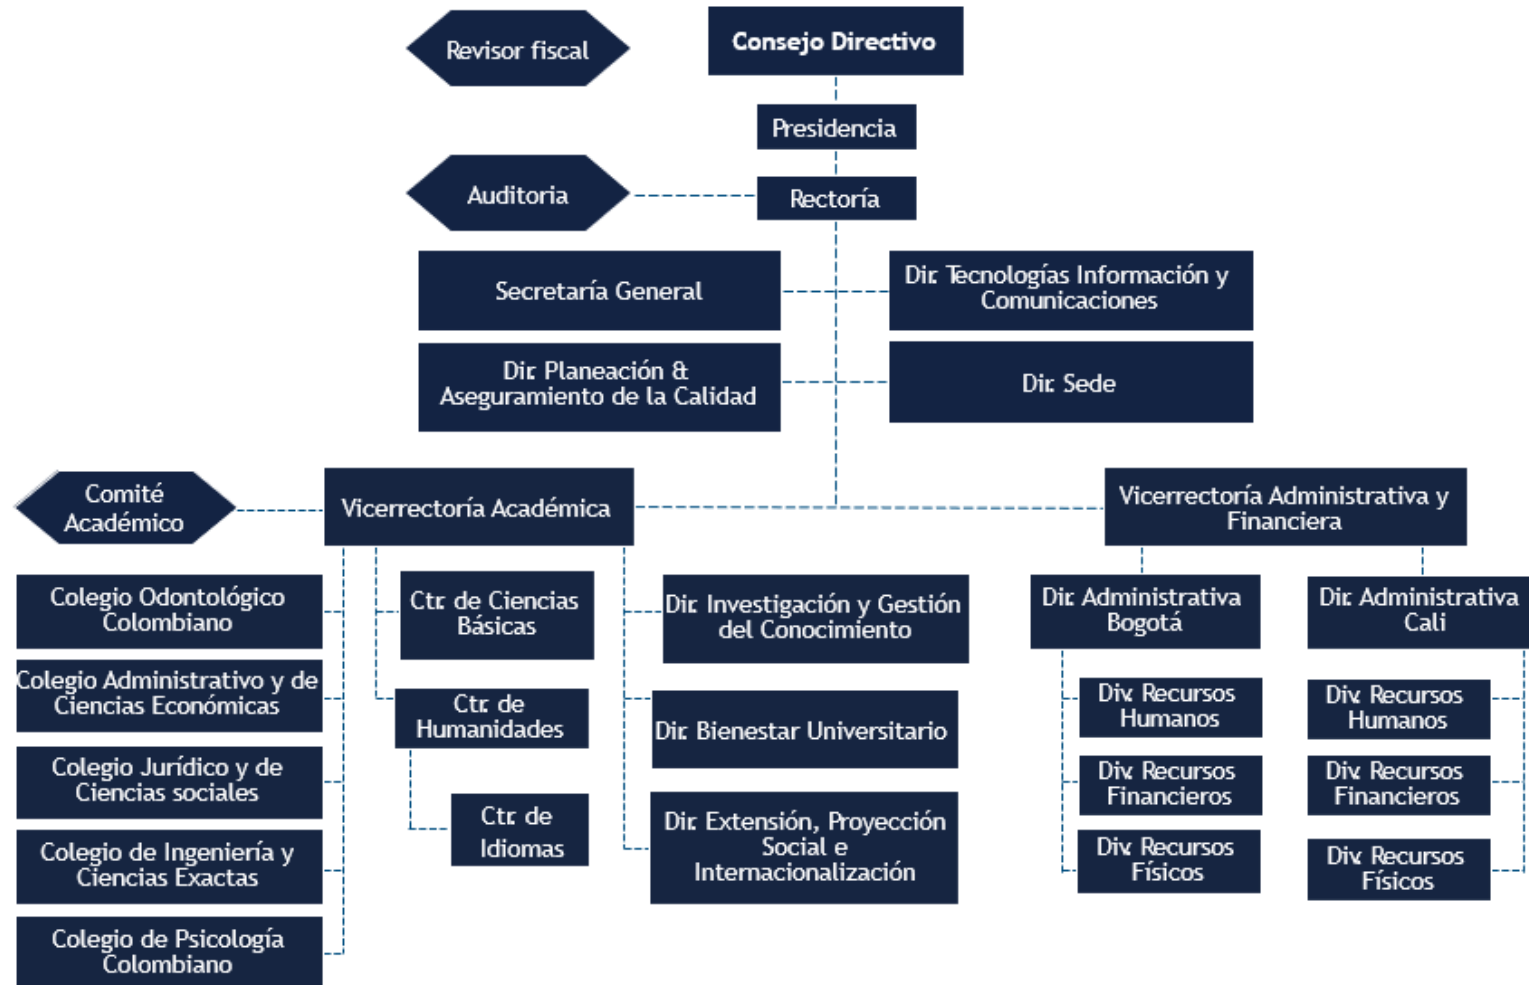 Revisor fiscal
Consejo Directivo
Presidencia
Auditoria
Rectoría
Secretaría General
Dir. Tecnologías Información y
Comunicaciones
Dir. Planeación &
Aseguramiento de la Calidad
Dir. Sede
Comité
Académico
Vicerrectoría Académica
Vicerrectoría Administrativa y
Financiera
Colegio Odontológico
Colombiano
Colegio Administrativo y de
Ciencias Económicas
Colegio Jurídico y de
Ciencias sociales
Colegio de Ingeniería y
Ciencias Exactas
Colegio de Psicología
Colombiano
Ctr. de Ciencias
Básicas
Ctr. de
Humanidades
Ctr. de
Idiomas
Dir. Investigación y Gestión
del Conocimiento
Dir. Bienestar Universitario
Dir. Extensión, Proyección
Social e
Internacionalización
Dir. Administrativa
Bogotá
Div. Recursos
Humanos
Div. Recursos
Financieros
Div. Recursos
Físicos
Dir. Administrativa
Cali
Div. Recursos
Humanos
Div. Recursos
Financieros
Div. Recursos
Físicos